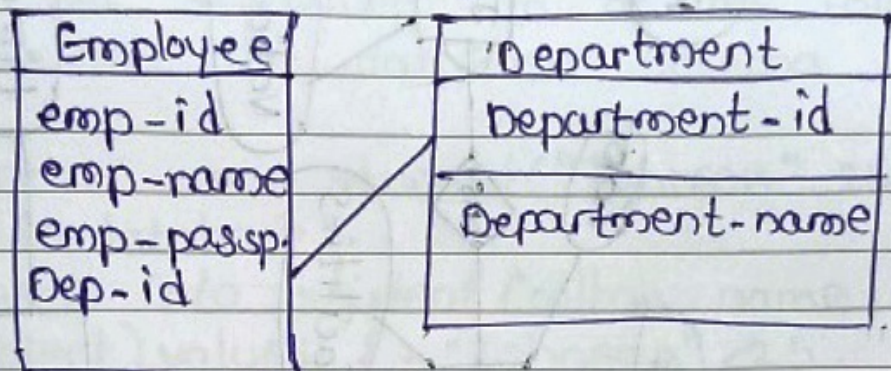 Employee
emp-id
emp-name
emp-passp.
Dep-id
Department
Department-id
Department-name